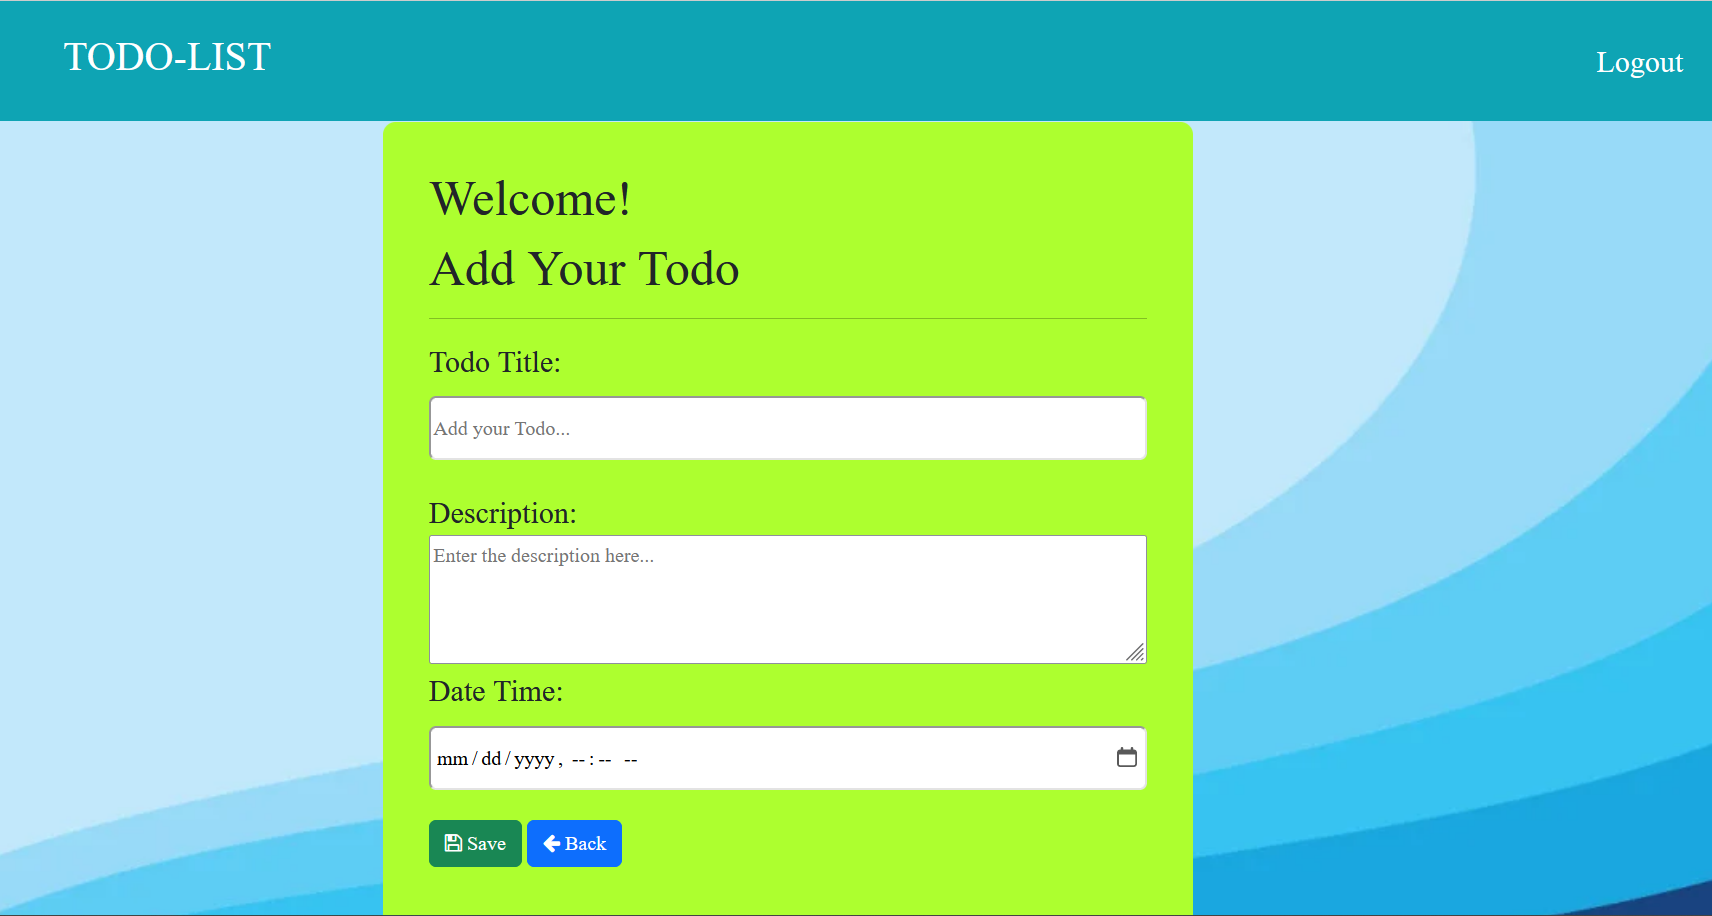 TODO-LIST
Logout
Welcome!
Add Your Todo
Todo Title:
Add your Todo...
Description:
Enter the description here...
Date Time:
mm/dd/yyyy, --:-- --
Save
Back